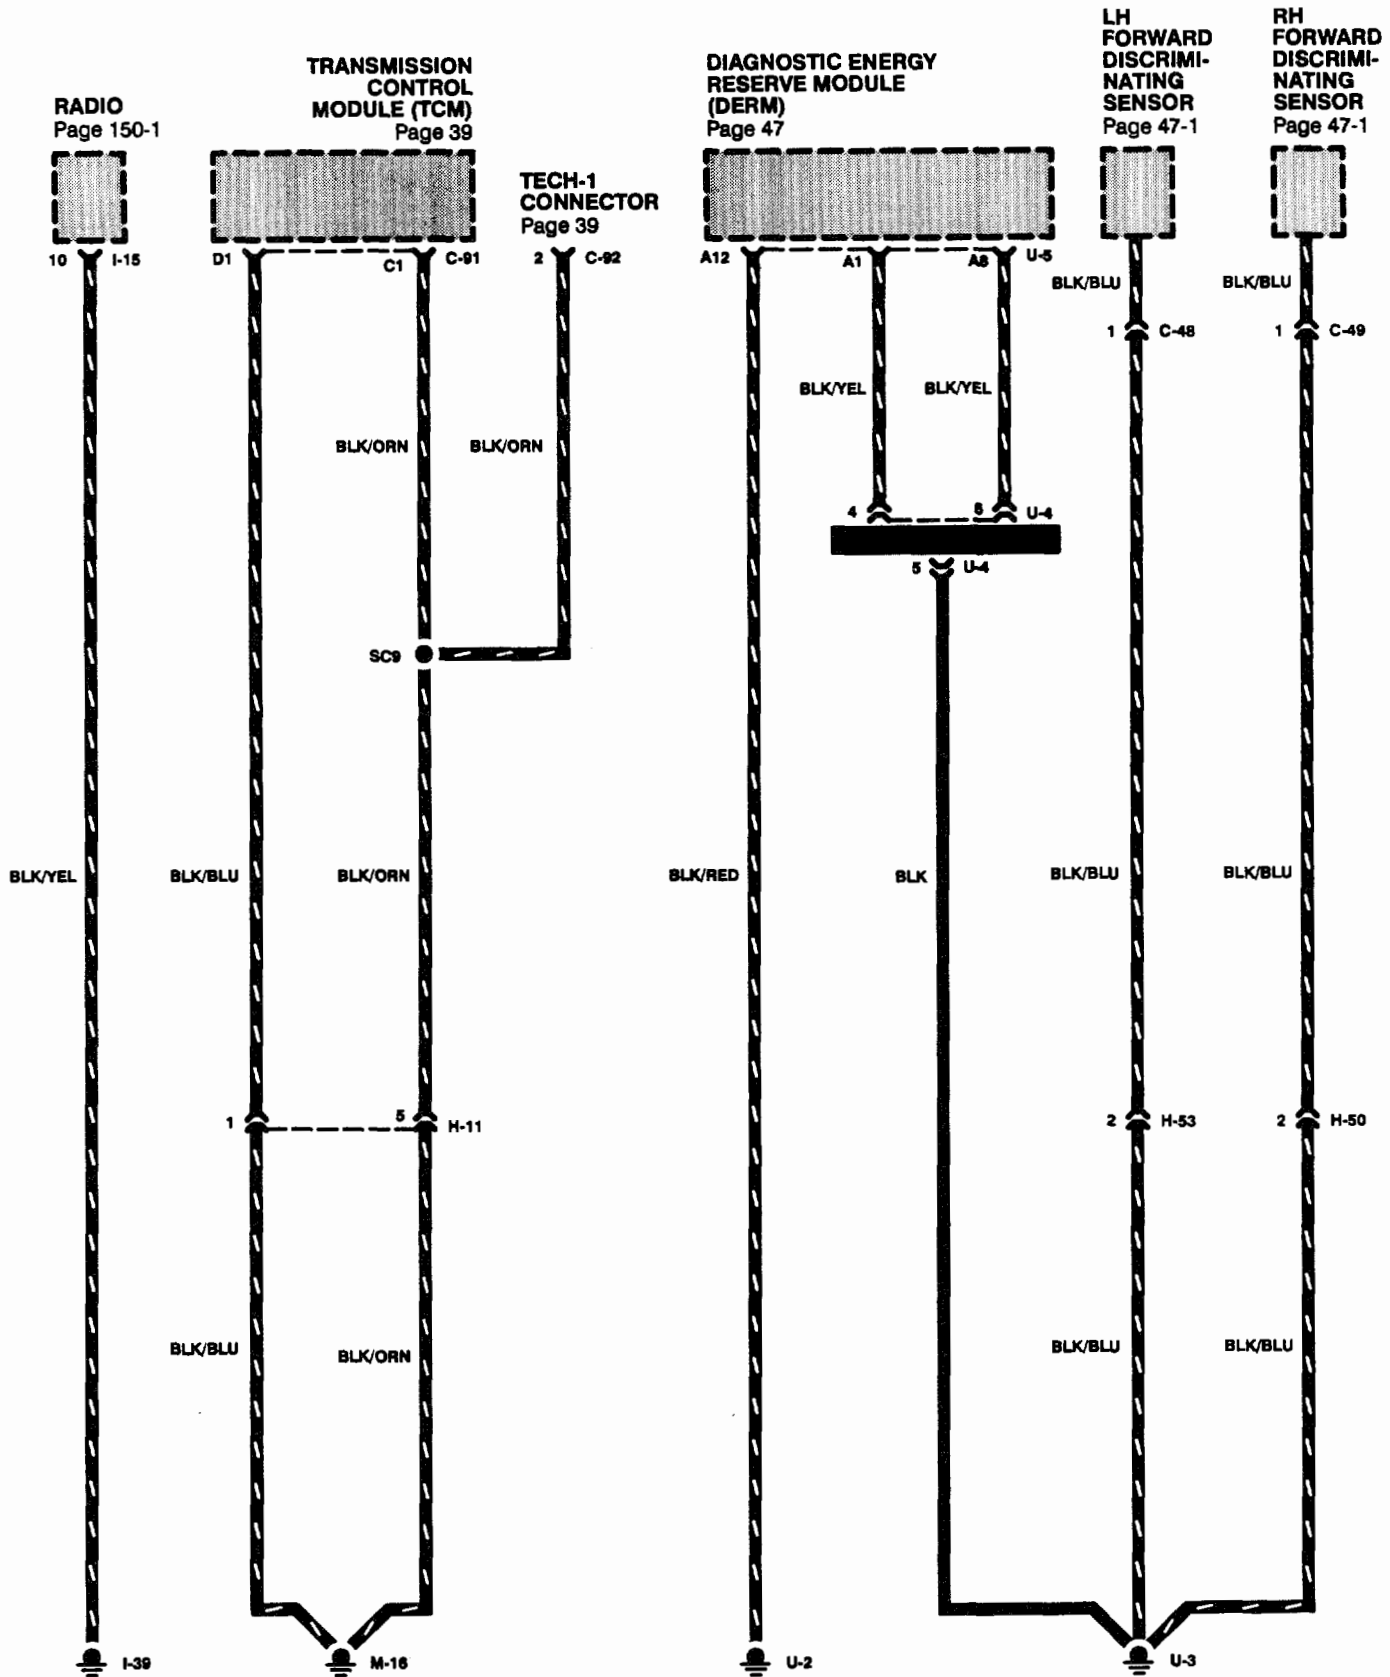 RADIO
Page 150-1
TRANSMISSION
CONTROL
MODULE (TCM)
Page 39
TECH-1
CONNECTOR
Page 39
DIAGNOSTIC ENERGY
RESERVE MODULE
(DERM)
Page 47
LH
FORWARD
DISCRIMI-
NATING
SENSOR
Page 47-1
RH
FORWARD
DISCRIMI-
NATING
SENSOR
Page 47-1
10 I-15
D1 C1 C-91
2 C-92
A12 A1 A8 U-5
BLK/BLU BLK/BLU
1 C-48 1 C-49
BLK/YEL BLK/YEL
BLK/ORN BLK/ORN
4 6 U-4
5 U-4
SC9
BLK/YEL BLK/BLU BLK/ORN BLK/RED BLK BLK/BLU BLK/BLU
1 5 H-11 2 H-53 2 H-50
BLK/BLU BLK/ORN BLK/BLU BLK/BLU
I-39 M-16 U-2 U-3